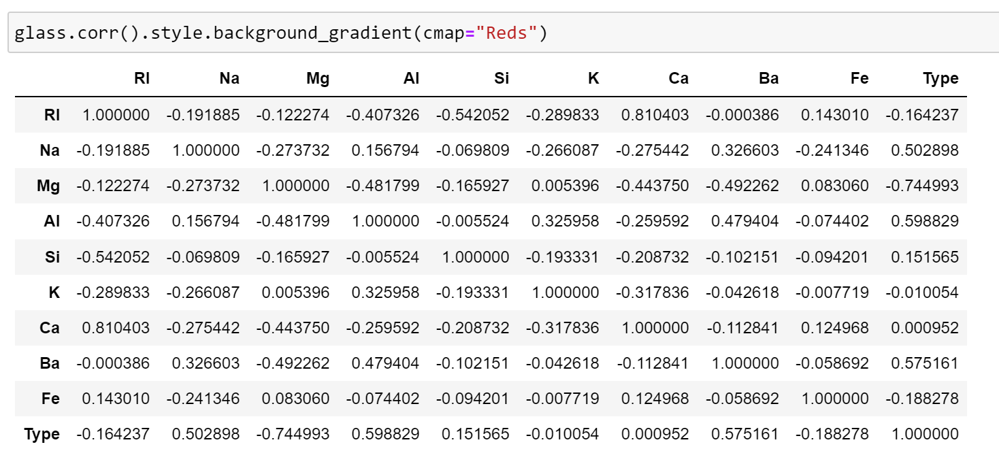 glass.corr().style.background_gradient(cmap="Reds")
RI Na Mg Al Si K Ca Ba Fe Type
RI 1.000000 -0.191885 -0.122274 -0.407326 -0.542052 -0.289833 0.810403 -0.000386 0.143010 -0.164237
Na -0.191885 1.000000 -0.273732 0.156794 -0.069809 -0.266087 -0.275442 0.326603 -0.241346 0.502898
Mg -0.122274 -0.273732 1.000000 -0.481799 -0.165927 0.005396 -0.443750 -0.492262 0.083060 -0.744993
Al -0.407326 0.156794 -0.481799 1.000000 -0.005524 0.325958 -0.259592 0.479404 -0.074402 0.598829
Si -0.542052 -0.069809 -0.165927 -0.005524 1.000000 -0.193331 -0.208732 -0.102151 -0.094201 0.151565
K -0.289833 -0.266087 0.005396 0.325958 -0.193331 1.000000 -0.317836 -0.042618 -0.007719 -0.010054
Ca 0.810403 -0.275442 -0.443750 -0.259592 -0.208732 -0.317836 1.000000 -0.112841 0.124968 0.000952
Ba -0.000386 0.326603 -0.492262 0.479404 -0.102151 -0.042618 -0.112841 1.000000 -0.058692 0.575161
Fe 0.143010 -0.241346 0.083060 -0.074402 -0.094201 -0.007719 0.124968 -0.058692 1.000000 -0.188278
Type -0.164237 0.502898 -0.744993 0.598829 0.151565 -0.010054 0.000952 0.575161 -0.188278 1.000000